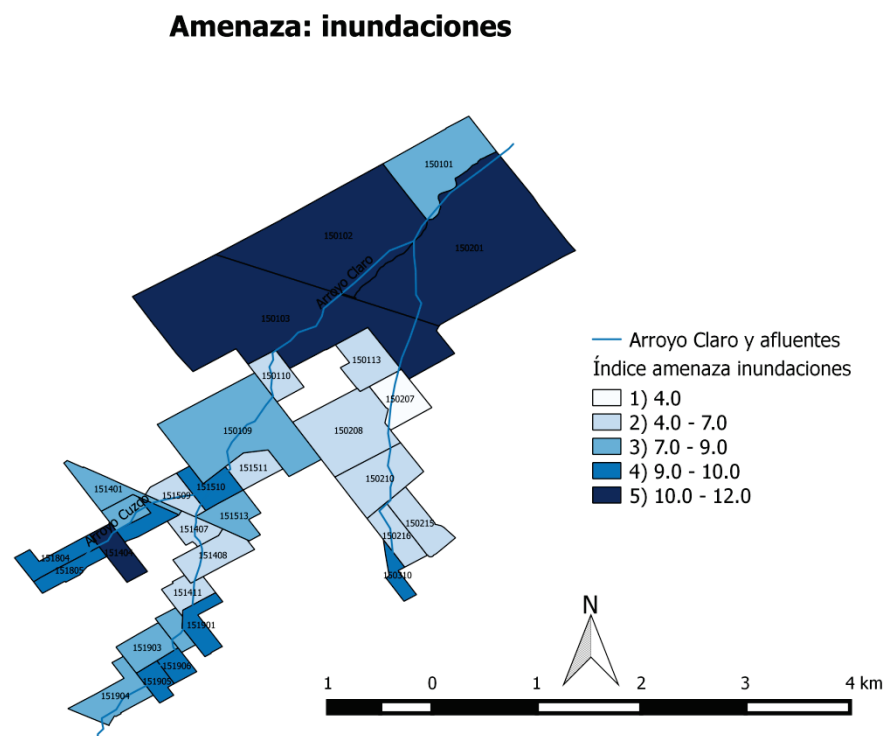 Amenaza: inundaciones
150101
150102
150201
Arroyo Claro
150103
150113
150110
150207
150109
150208
151511
150210
151401
151509
151510
151513
150215
Arroyo Cuzco
151407
150216
151804
151404
151408
151805
150310
151411
151901
151903
151906
151905
151904
Arroyo Claro y afluentes
Índice amenaza inundaciones
1) 4.0
2) 4.0 - 7.0
3) 7.0 - 9.0
4) 9.0 - 10.0
5) 10.0 - 12.0
N
1 0 1 2 3 4 km